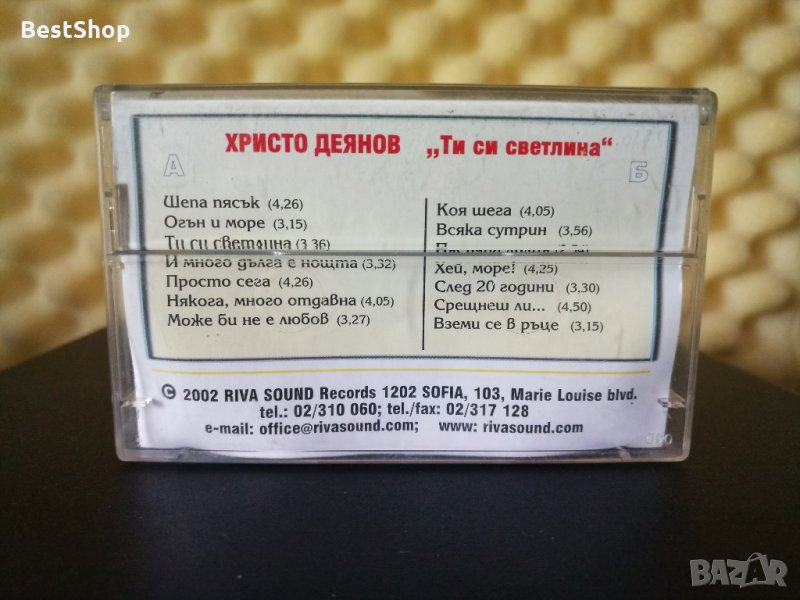 BestShop
ХРИСТО ДЕЯНОВ „Ти си светлина“
А
Шепа пясък (4,26)
Огън и море (3,15)
Ти си светлина (3,36)
И много дълга е нощта (3,32)
Просто сега (4,26)
Някога, много отдавна (4,05)
Може би не е любов (3,27)
Б
Коя шега (4,05)
Всяка сутрин (3,56)
Хей, море! (4,25)
След 20 години (3,30)
Срещнеш ли... (4,50)
Вземи се в ръце (3,15)
© 2002 RIVA SOUND Records 1202 SOFIA, 103, Marie Louise blvd.
tel.: 02/310 060; tel./fax: 02/317 128
e-mail: office@rivasound.com; www: rivasound.com
BAZAR